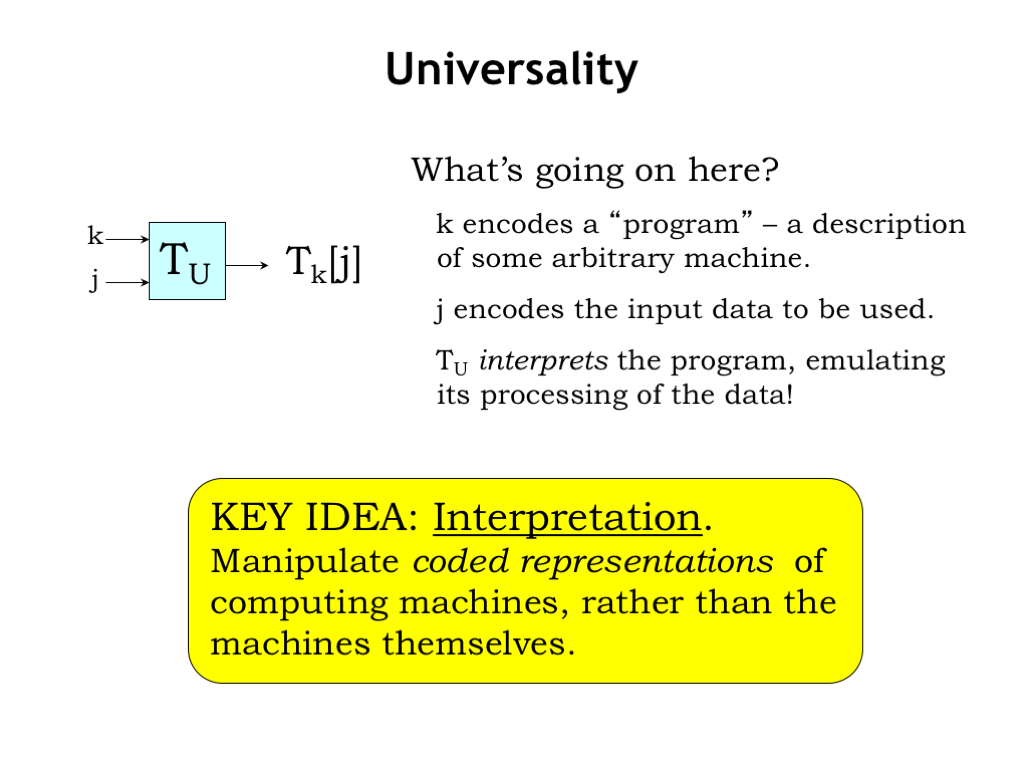 Universality
What’s going on here?
k encodes a “program” – a description
of some arbitrary machine.
j encodes the input data to be used.
T_U interprets the program, emulating
its processing of the data!
k
j
T_U
T_k[j]
KEY IDEA: Interpretation.
Manipulate coded representations of
computing machines, rather than the
machines themselves.